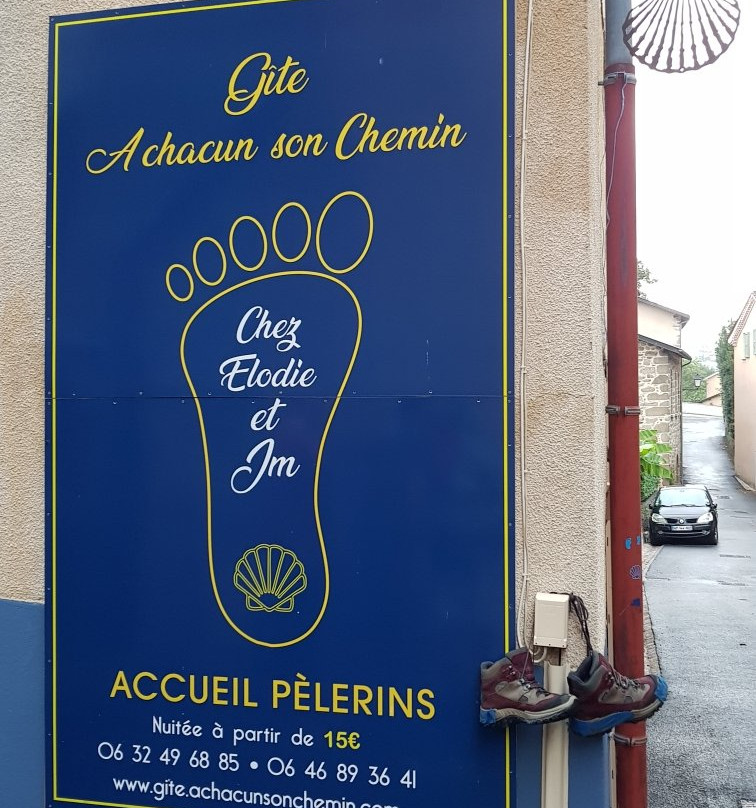 Gîte
A chacun son Chemin
Chez
Elodie
et
Jm
ACCUEIL PÈLERINS
Nuitée à partir de 15€
06 32 49 68 85 • 06 46 89 36 41
www.gîte.achacunsonchemin.com